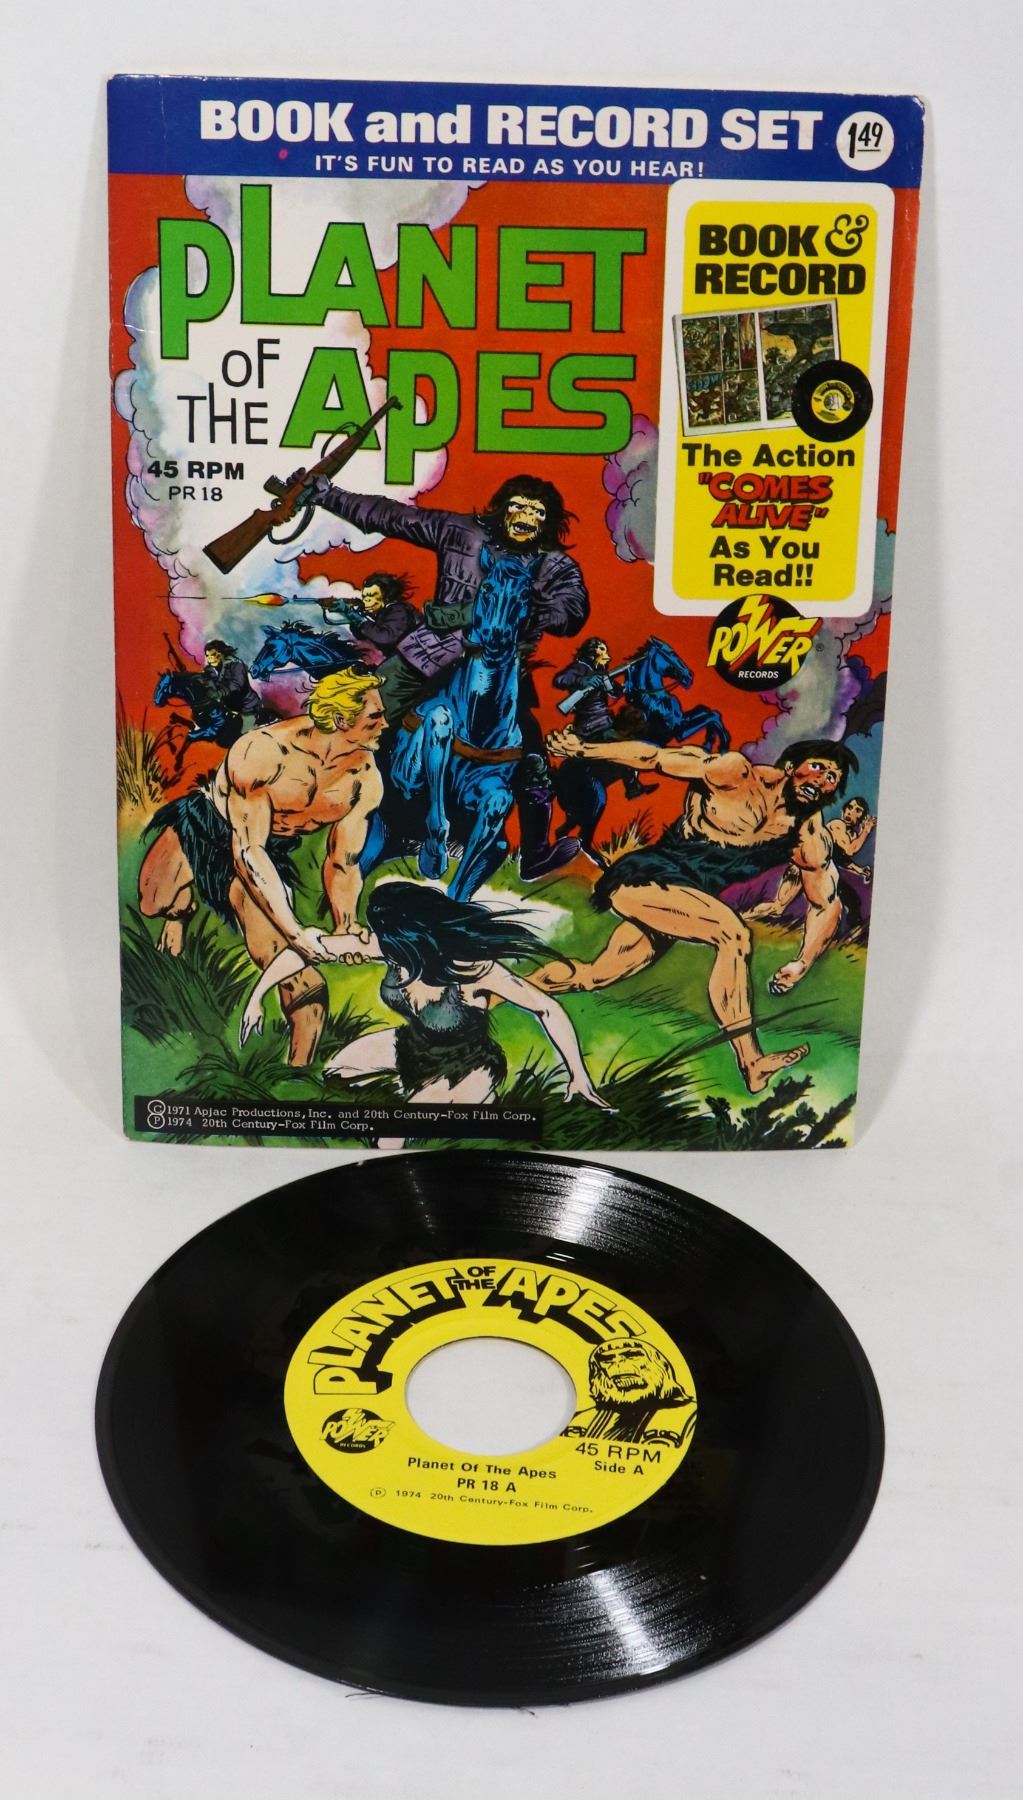 BOOK and RECORD SET 1.49
IT'S FUN TO READ AS YOU HEAR!
PLANET
OF
THE APES
45 RPM
PR 18
BOOK &
RECORD
The Action
"COMES
ALIVE"
As You
Read!!
POWER®
RECORDS
© 1971 Apjac Productions, Inc. and 20th Century-Fox Film Corp.
℗ 1974 20th Century-Fox Film Corp.
PLANET OF THE APES
POWER
RECORDS
45 RPM
Side A
Planet Of The Apes
PR 18 A
℗ 1974 20th Century-Fox Film Corp.